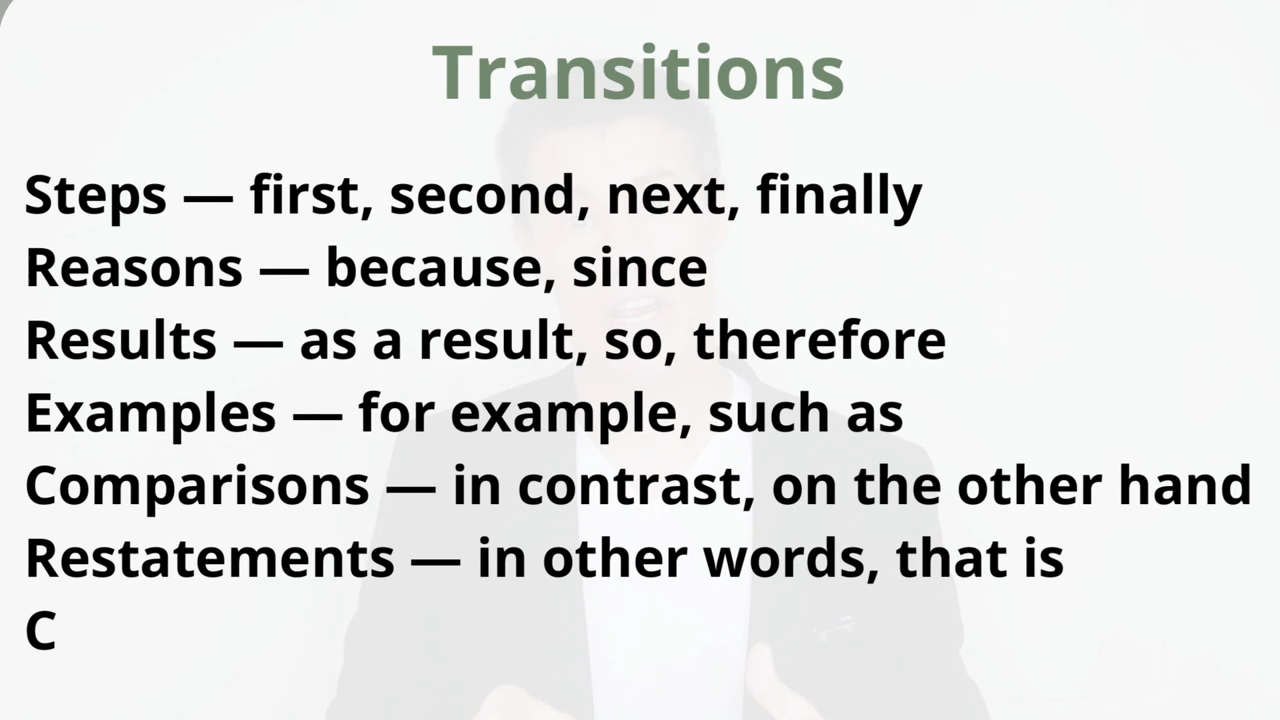 Transitions
Steps — first, second, next, finally
Reasons — because, since
Results — as a result, so, therefore
Examples — for example, such as
Comparisons — in contrast, on the other hand
Restatements — in other words, that is
C